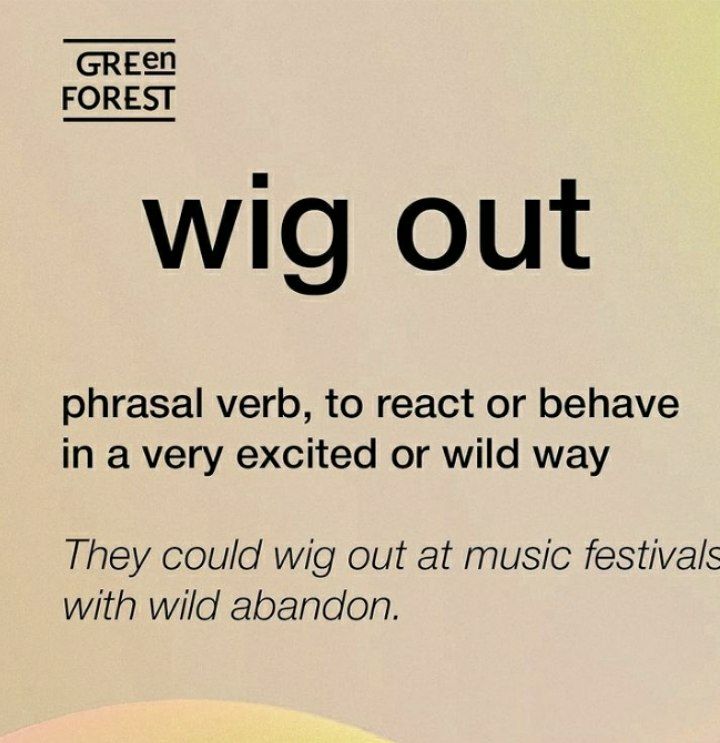 GREen
FOREST
wig out
phrasal verb, to react or behave
in a very excited or wild way
They could wig out at music festivals
with wild abandon.